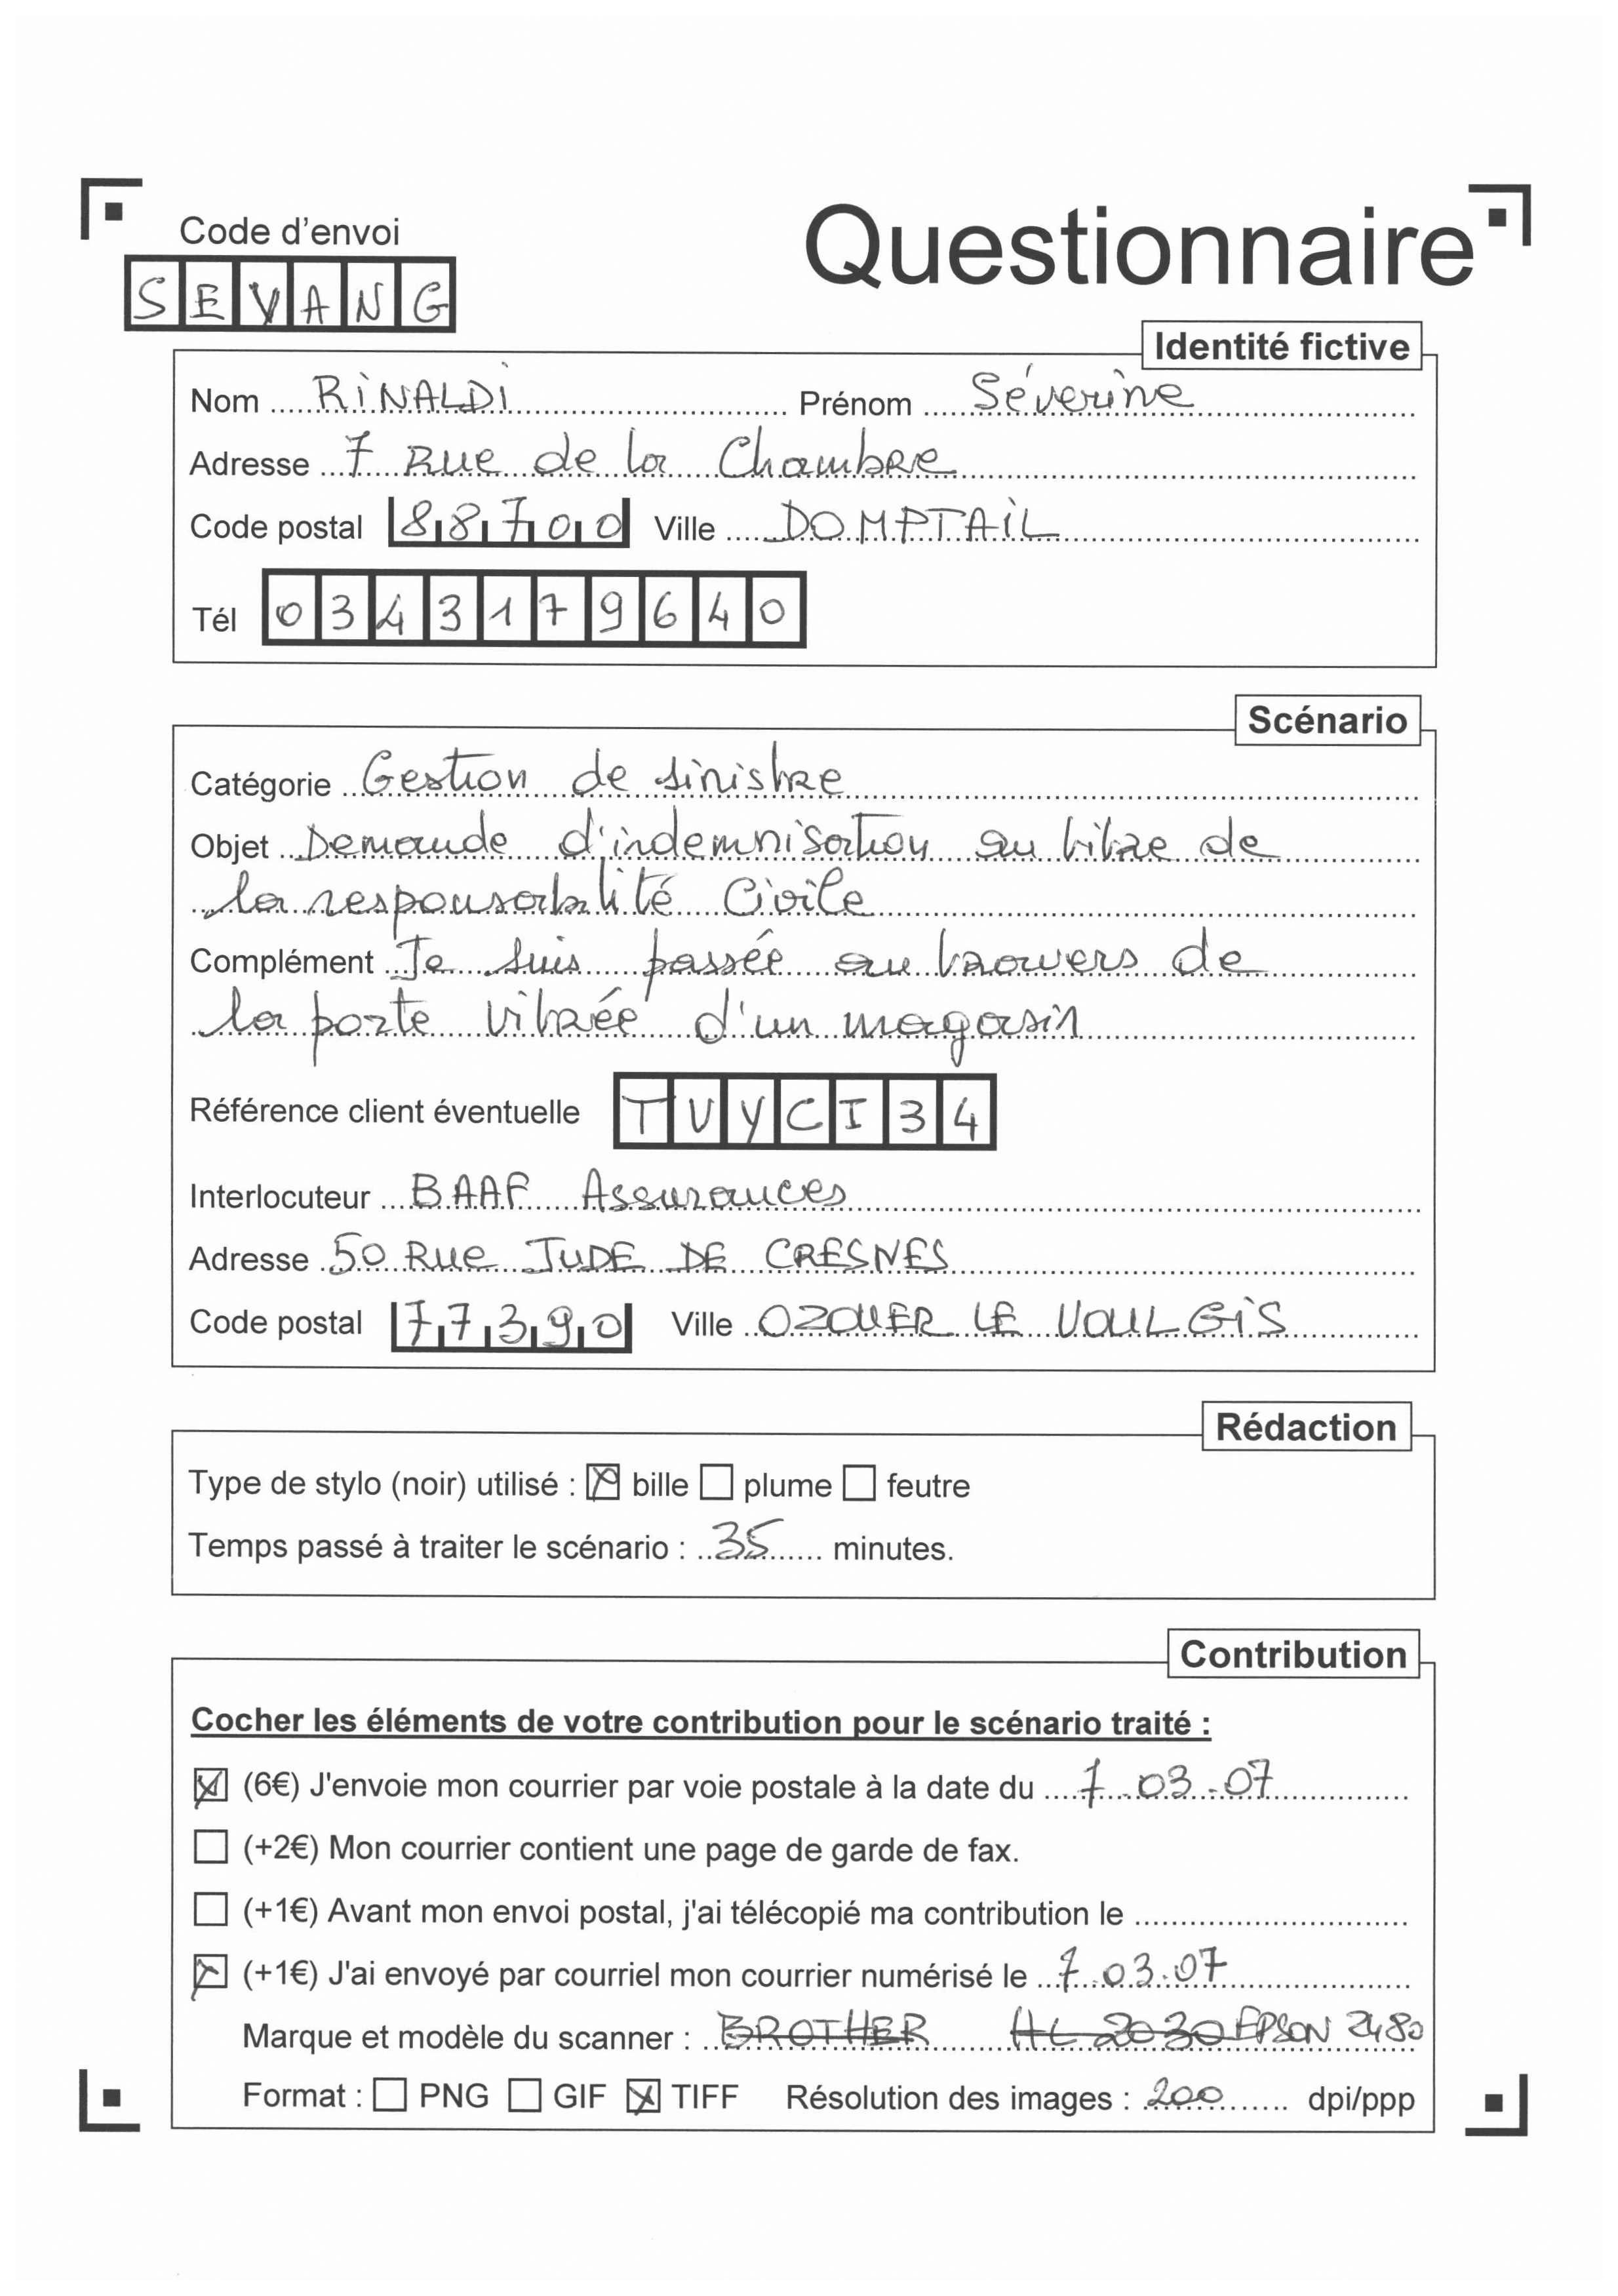 Code d'envoi
Questionnaire
SEVANG
Identité fictive
Nom RINALDI Prénom Séverine
Adresse 7 Rue de la Chambre
Code postal 88700 Ville DOMPTAIL
Tél 0343179640
Scénario
Catégorie Gestion de sinistre
Objet Demande d'indemnisation au titre de
la responsabilité Civile
Complément Je suis passée au travers de
la porte vitrée d'un magasin
Référence client éventuelle TVYCI34
Interlocuteur BAAF Assurances
Adresse 50 Rue JUDE DE CRESNES
Code postal 77390 Ville OZOUER LE VOULGIS
Rédaction
Type de stylo (noir) utilisé : bille plume feutre
Temps passé à traiter le scénario : 35 minutes.
Contribution
Cocher les éléments de votre contribution pour le scénario traité :
(6€) J'envoie mon courrier par voie postale à la date du 7.03.07
(+2€) Mon courrier contient une page de garde de fax.
(+1€) Avant mon envoi postal, j'ai télécopié ma contribution le
(+1€) J'ai envoyé par courriel mon courrier numérisé le 7.03.07
Marque et modèle du scanner : BROTHER HL 2030 EPSON 2480
Format : PNG GIF TIFF Résolution des images : 200 dpi/ppp